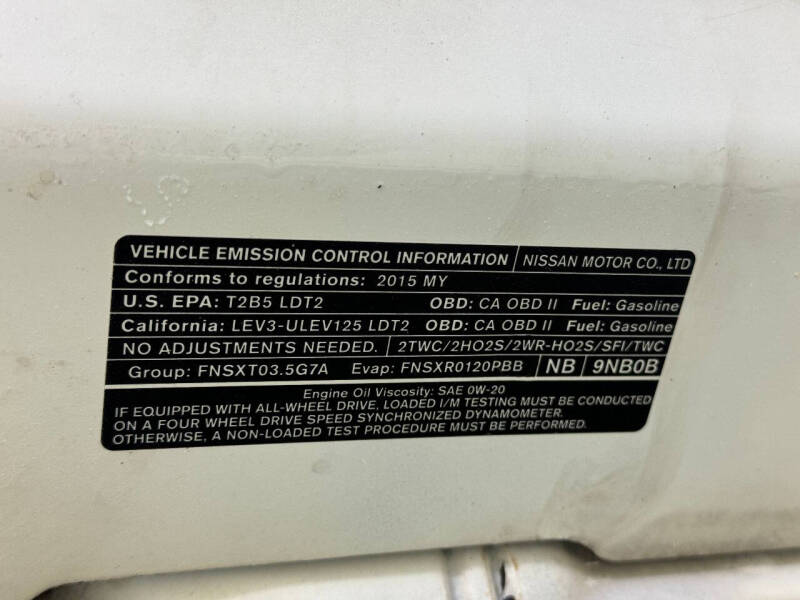 VEHICLE EMISSION CONTROL INFORMATION NISSAN MOTOR CO., LTD
Conforms to regulations: 2015 MY
U.S. EPA: T2B5 LDT2 OBD: CA OBD II Fuel: Gasoline
California: LEV3-ULEV125 LDT2 OBD: CA OBD II Fuel: Gasoline
NO ADJUSTMENTS NEEDED. 2TWC/2HO2S/2WR-HO2S/SFI/TWC
Group: FNSXT03.5G7A Evap: FNSXR0120PBB NB 9NB0B
Engine Oil Viscosity: SAE 0W-20
IF EQUIPPED WITH ALL-WHEEL DRIVE, LOADED I/M TESTING MUST BE CONDUCTED
ON A FOUR WHEEL DRIVE SPEED SYNCHRONIZED DYNAMOMETER.
OTHERWISE, A NON-LOADED TEST PROCEDURE MUST BE PERFORMED.